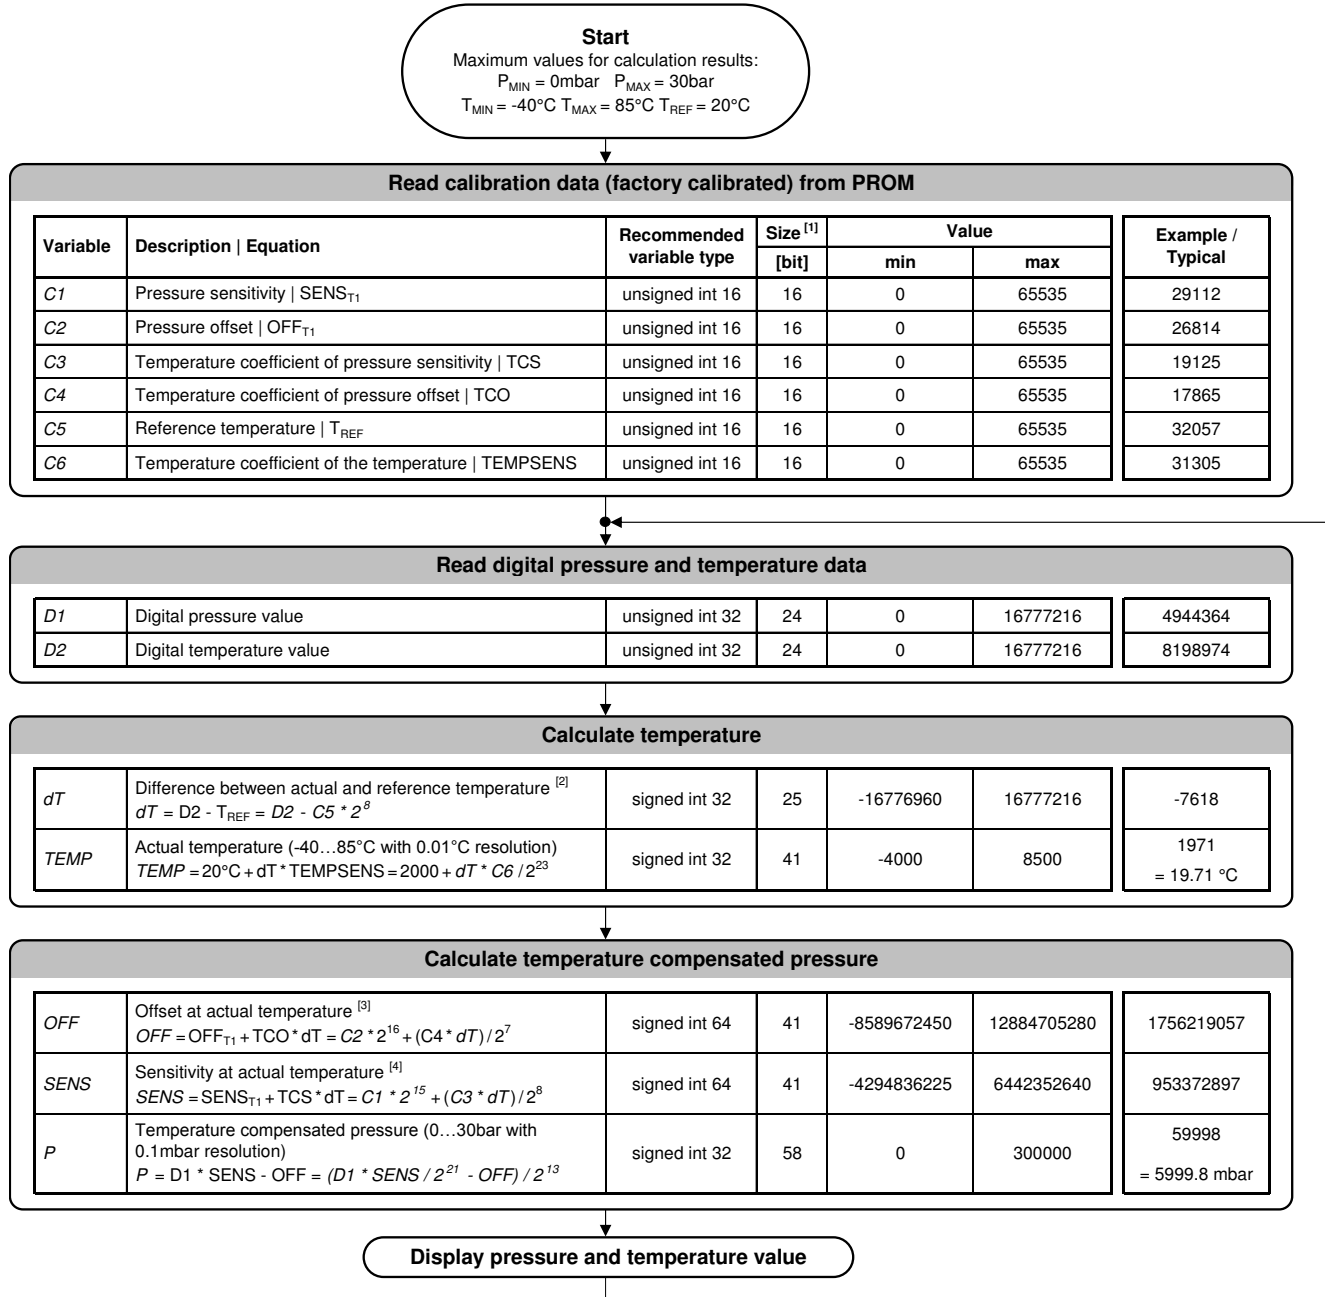 Start
Maximum values for calculation results:
P_MIN = 0mbar P_MAX = 30bar
T_MIN = -40°C T_MAX = 85°C T_REF = 20°C
Read calibration data (factory calibrated) from PROM
Variable | Description | Equation | Recommended variable type | Size [1] [bit] | Value min | max | Example / Typical
C1 | Pressure sensitivity | SENS_T1 | unsigned int 16 | 16 | 0 | 65535 | 29112
C2 | Pressure offset | OFF_T1 | unsigned int 16 | 16 | 0 | 65535 | 26814
C3 | Temperature coefficient of pressure sensitivity | TCS | unsigned int 16 | 16 | 0 | 65535 | 19125
C4 | Temperature coefficient of pressure offset | TCO | unsigned int 16 | 16 | 0 | 65535 | 17865
C5 | Reference temperature | T_REF | unsigned int 16 | 16 | 0 | 65535 | 32057
C6 | Temperature coefficient of the temperature | TEMPSENS | unsigned int 16 | 16 | 0 | 65535 | 31305
Read digital pressure and temperature data
D1 | Digital pressure value | unsigned int 32 | 24 | 0 | 16777216 | 4944364
D2 | Digital temperature value | unsigned int 32 | 24 | 0 | 16777216 | 8198974
Calculate temperature
dT | Difference between actual and reference temperature [2]
dT = D2 - T_REF = D2 - C5 * 2^8 | signed int 32 | 25 | -16776960 | 16777216 | -7618
TEMP | Actual temperature (-40…85°C with 0.01°C resolution)
TEMP = 20°C + dT * TEMPSENS = 2000 + dT * C6 / 2^23 | signed int 32 | 41 | -4000 | 8500 | 1971
= 19.71 °C
Calculate temperature compensated pressure
OFF | Offset at actual temperature [3]
OFF = OFF_T1 + TCO * dT = C2 * 2^16 + (C4 * dT) / 2^7 | signed int 64 | 41 | -8589672450 | 12884705280 | 1756219057
SENS | Sensitivity at actual temperature [4]
SENS = SENS_T1 + TCS * dT = C1 * 2^15 + (C3 * dT) / 2^8 | signed int 64 | 41 | -4294836225 | 6442352640 | 953372897
P | Temperature compensated pressure (0…30bar with
0.1mbar resolution)
P = D1 * SENS - OFF = (D1 * SENS / 2^21 - OFF) / 2^13 | signed int 32 | 58 | 0 | 300000 | 59998
= 5999.8 mbar
Display pressure and temperature value